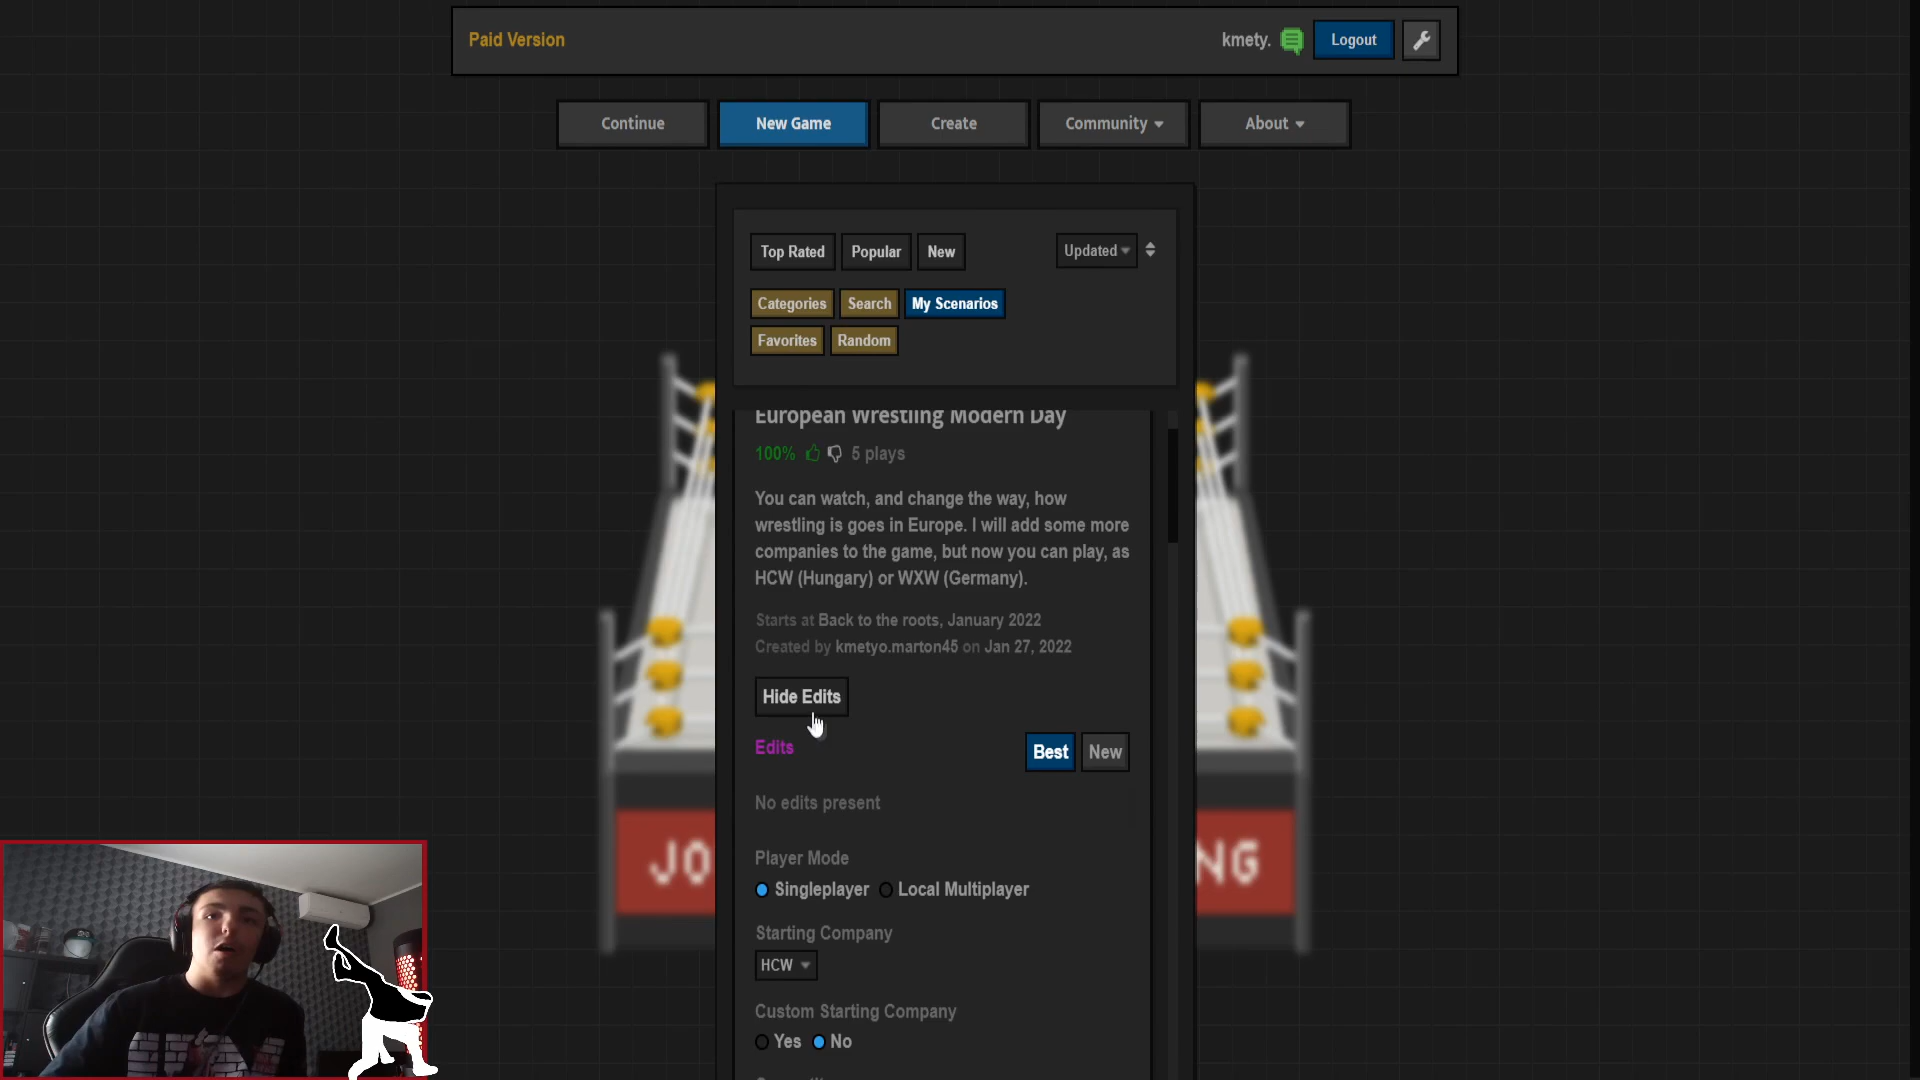 Paid Version
kmety.
Logout
Continue
New Game
Create
Community
About
Top Rated
Popular
New
Updated
Categories
Search
My Scenarios
Favorites
Random
European Wrestling Modern Day
100%
5 plays
You can watch, and change the way, how
wrestling is goes in Europe. I will add some more
companies to the game, but now you can play, as
HCW (Hungary) or WXW (Germany).
Starts at Back to the roots, January 2022
Created by kmetyo.marton45 on Jan 27, 2022
Hide Edits
Edits
Best
New
No edits present
Player Mode
Singleplayer
Local Multiplayer
Starting Company
HCW
Custom Starting Company
Yes
No
JO
NG